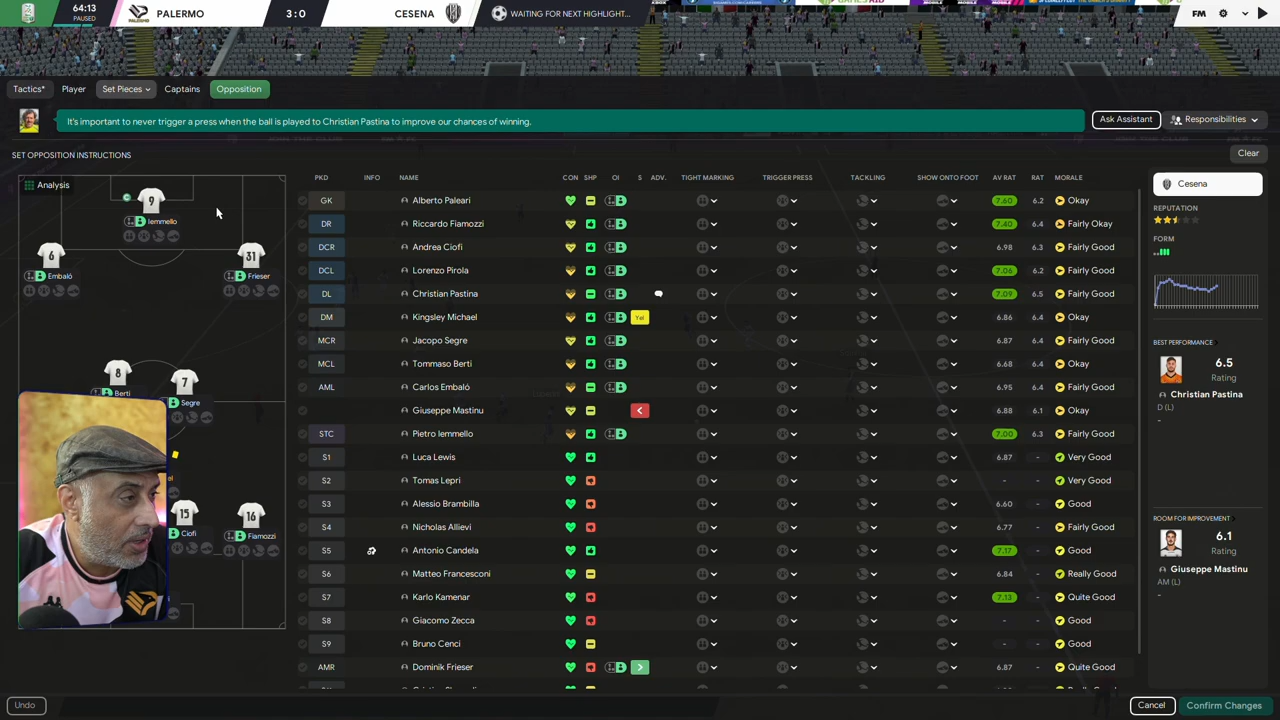 64:13
PAUSED
PALERMO
PALERMO
3 : 0
CESENA
WAITING FOR THE HIGHLIGHT...
FM
Tactics*
Player
Set Pieces
Captains
Opposition
It's important to never trigger a press when the ball is played to Christian Pastina to improve our chances of winning.
Ask Assistant
Responsibilities
SET OPPOSITION INSTRUCTIONS
Clear
Analysis
9
Iemmello
6
Embaló
31
Frieser
8
Berti
7
Segre
15
Ciofi
16
Fiamozzi
PKD INFO NAME CON SHP OI S ADV. TIGHT MARKING TRIGGER PRESS TACKLING SHOW ONTO FOOT AV RAT RAT MORALE
GK Alberto Paleari 7.60 6.2 Okay
DR Riccardo Fiamozzi 7.40 6.4 Fairly Okay
DCR Andrea Ciofi 6.98 6.3 Fairly Good
DCL Lorenzo Pirola 7.06 6.2 Fairly Good
DL Christian Pastina 7.09 6.5 Fairly Good
DM Kingsley Michael Yel 6.86 6.4 Okay
MCR Jacopo Segre 6.87 6.4 Fairly Good
MCL Tommaso Berti 6.68 6.4 Okay
AML Carlos Embaló 6.95 6.4 Fairly Good
Giuseppe Mastinu 6.88 6.1 Okay
STC Pietro Iemmello 7.00 6.3 Fairly Good
S1 Luca Lewis 6.87 - Very Good
S2 Tomas Lepri - - Very Good
S3 Alessio Brambilla 6.60 - Good
S4 Nicholas Allievi 6.77 - Fairly Good
S5 Antonio Candela 7.17 - Good
S6 Matteo Francesconi 6.84 - Really Good
S7 Karlo Kamenar 7.13 - Quite Good
S8 Giacomo Zecca - - Good
S9 Bruno Cenci - - Good
AMR Dominik Frieser 6.87 - Quite Good
Cesena
REPUTATION
FORM
BEST PERFORMANCE
6.5
Rating
Christian Pastina
D (L)
-
ROOM FOR IMPROVEMENT
6.1
Rating
Giuseppe Mastinu
AM (L)
-
Undo
Cancel
Confirm Changes